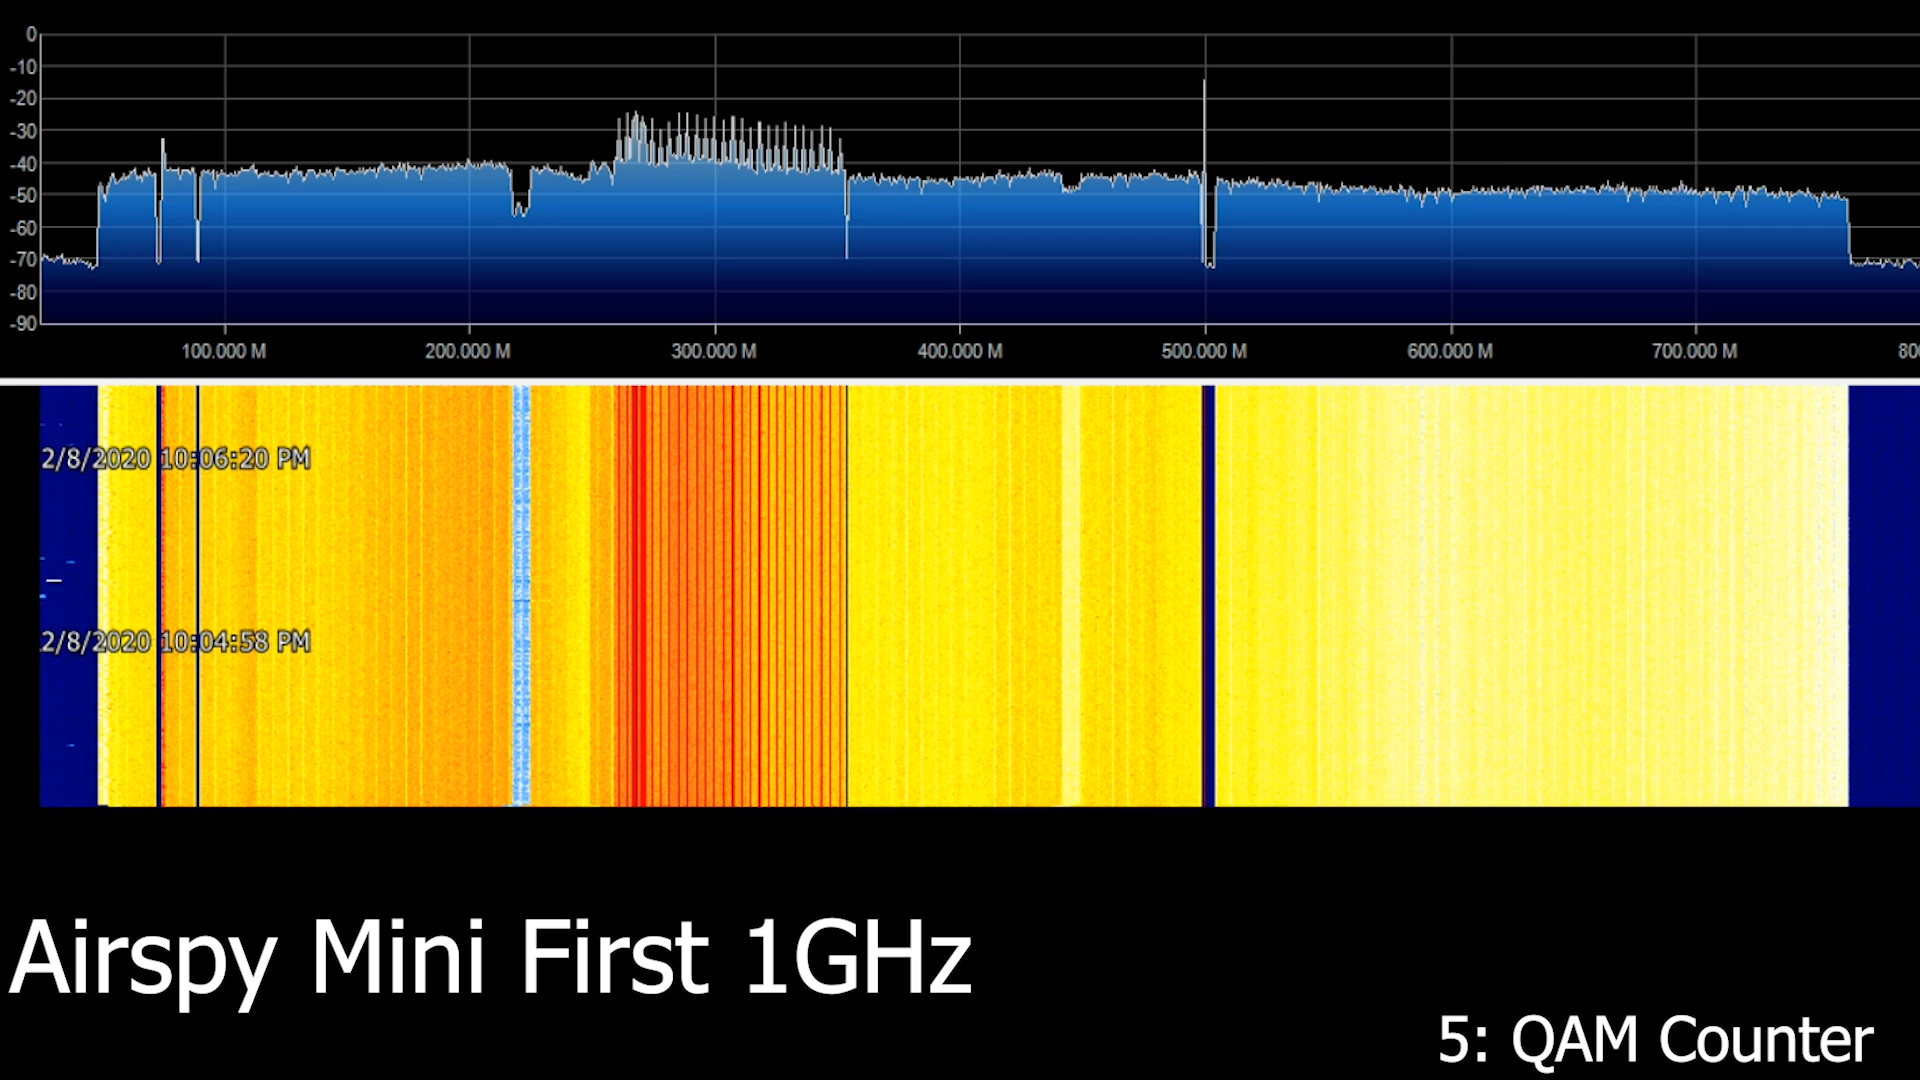 0
-10
-20
-30
-40
-50
-60
-70
-80
-90
100.000 M 200.000 M 300.000 M 400.000 M 500.000 M 600.000 M 700.000 M 80
2/8/2020 10:06:20 PM
2/8/2020 10:04:58 PM
Airspy Mini First 1GHz
5: QAM Counter